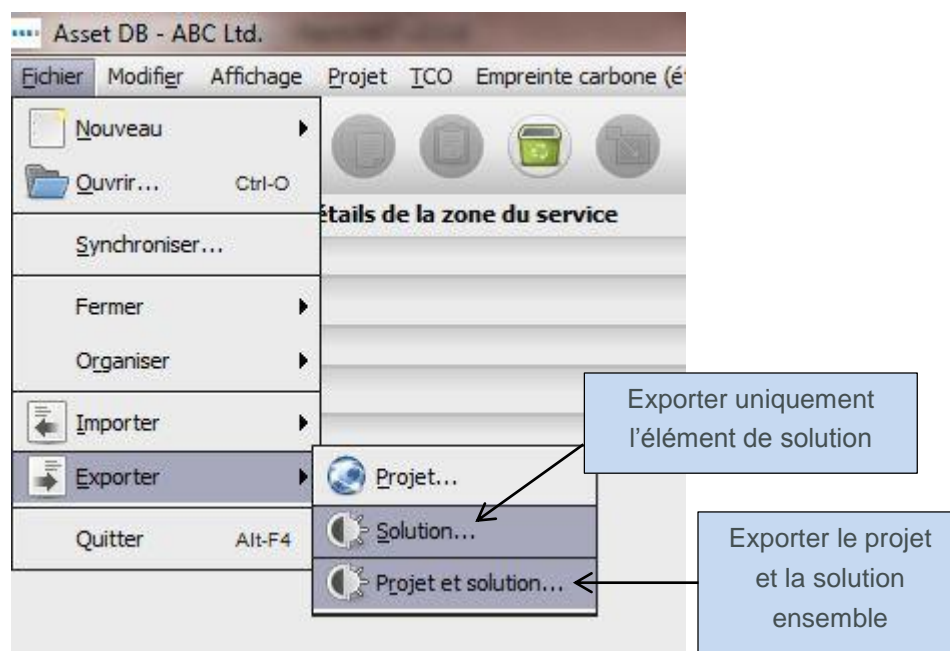 Asset DB - ABC Ltd.
Fichier Modifier Affichage Projet TCO Empreinte carbone (é
Nouveau
Ouvrir... Ctrl-O
étails de la zone du service
Synchroniser...
Fermer
Organiser
Importer
Exporter
Quitter Alt-F4
Projet...
Solution...
Projet et solution...
Exporter uniquement
l’élément de solution
Exporter le projet
et la solution
ensemble